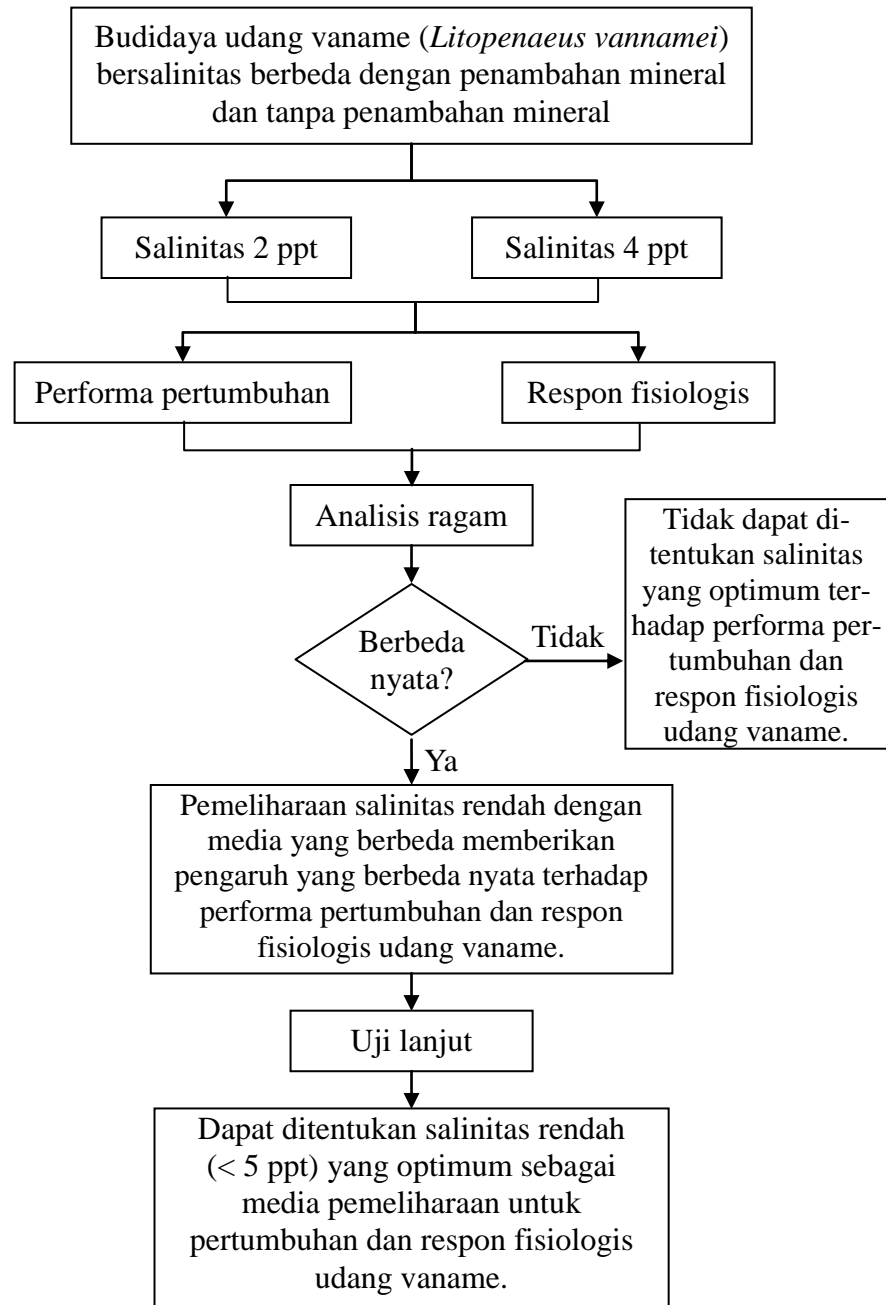 Budidaya udang vaname (Litopenaeus vannamei)
bersalinitas berbeda dengan penambahan mineral
dan tanpa penambahan mineral
Salinitas 2 ppt
Salinitas 4 ppt
Performa pertumbuhan
Respon fisiologis
Analisis ragam
Berbeda
nyata?
Tidak
Tidak dapat di-
tentukan salinitas
yang optimum ter-
hadap performa per-
tumbuhan dan
respon fisiologis
udang vaname.
Ya
Pemeliharaan salinitas rendah dengan
media yang berbeda memberikan
pengaruh yang berbeda nyata terhadap
performa pertumbuhan dan respon
fisiologis udang vaname.
Uji lanjut
Dapat ditentukan salinitas rendah
(< 5 ppt) yang optimum sebagai
media pemeliharaan untuk
pertumbuhan dan respon fisiologis
udang vaname.